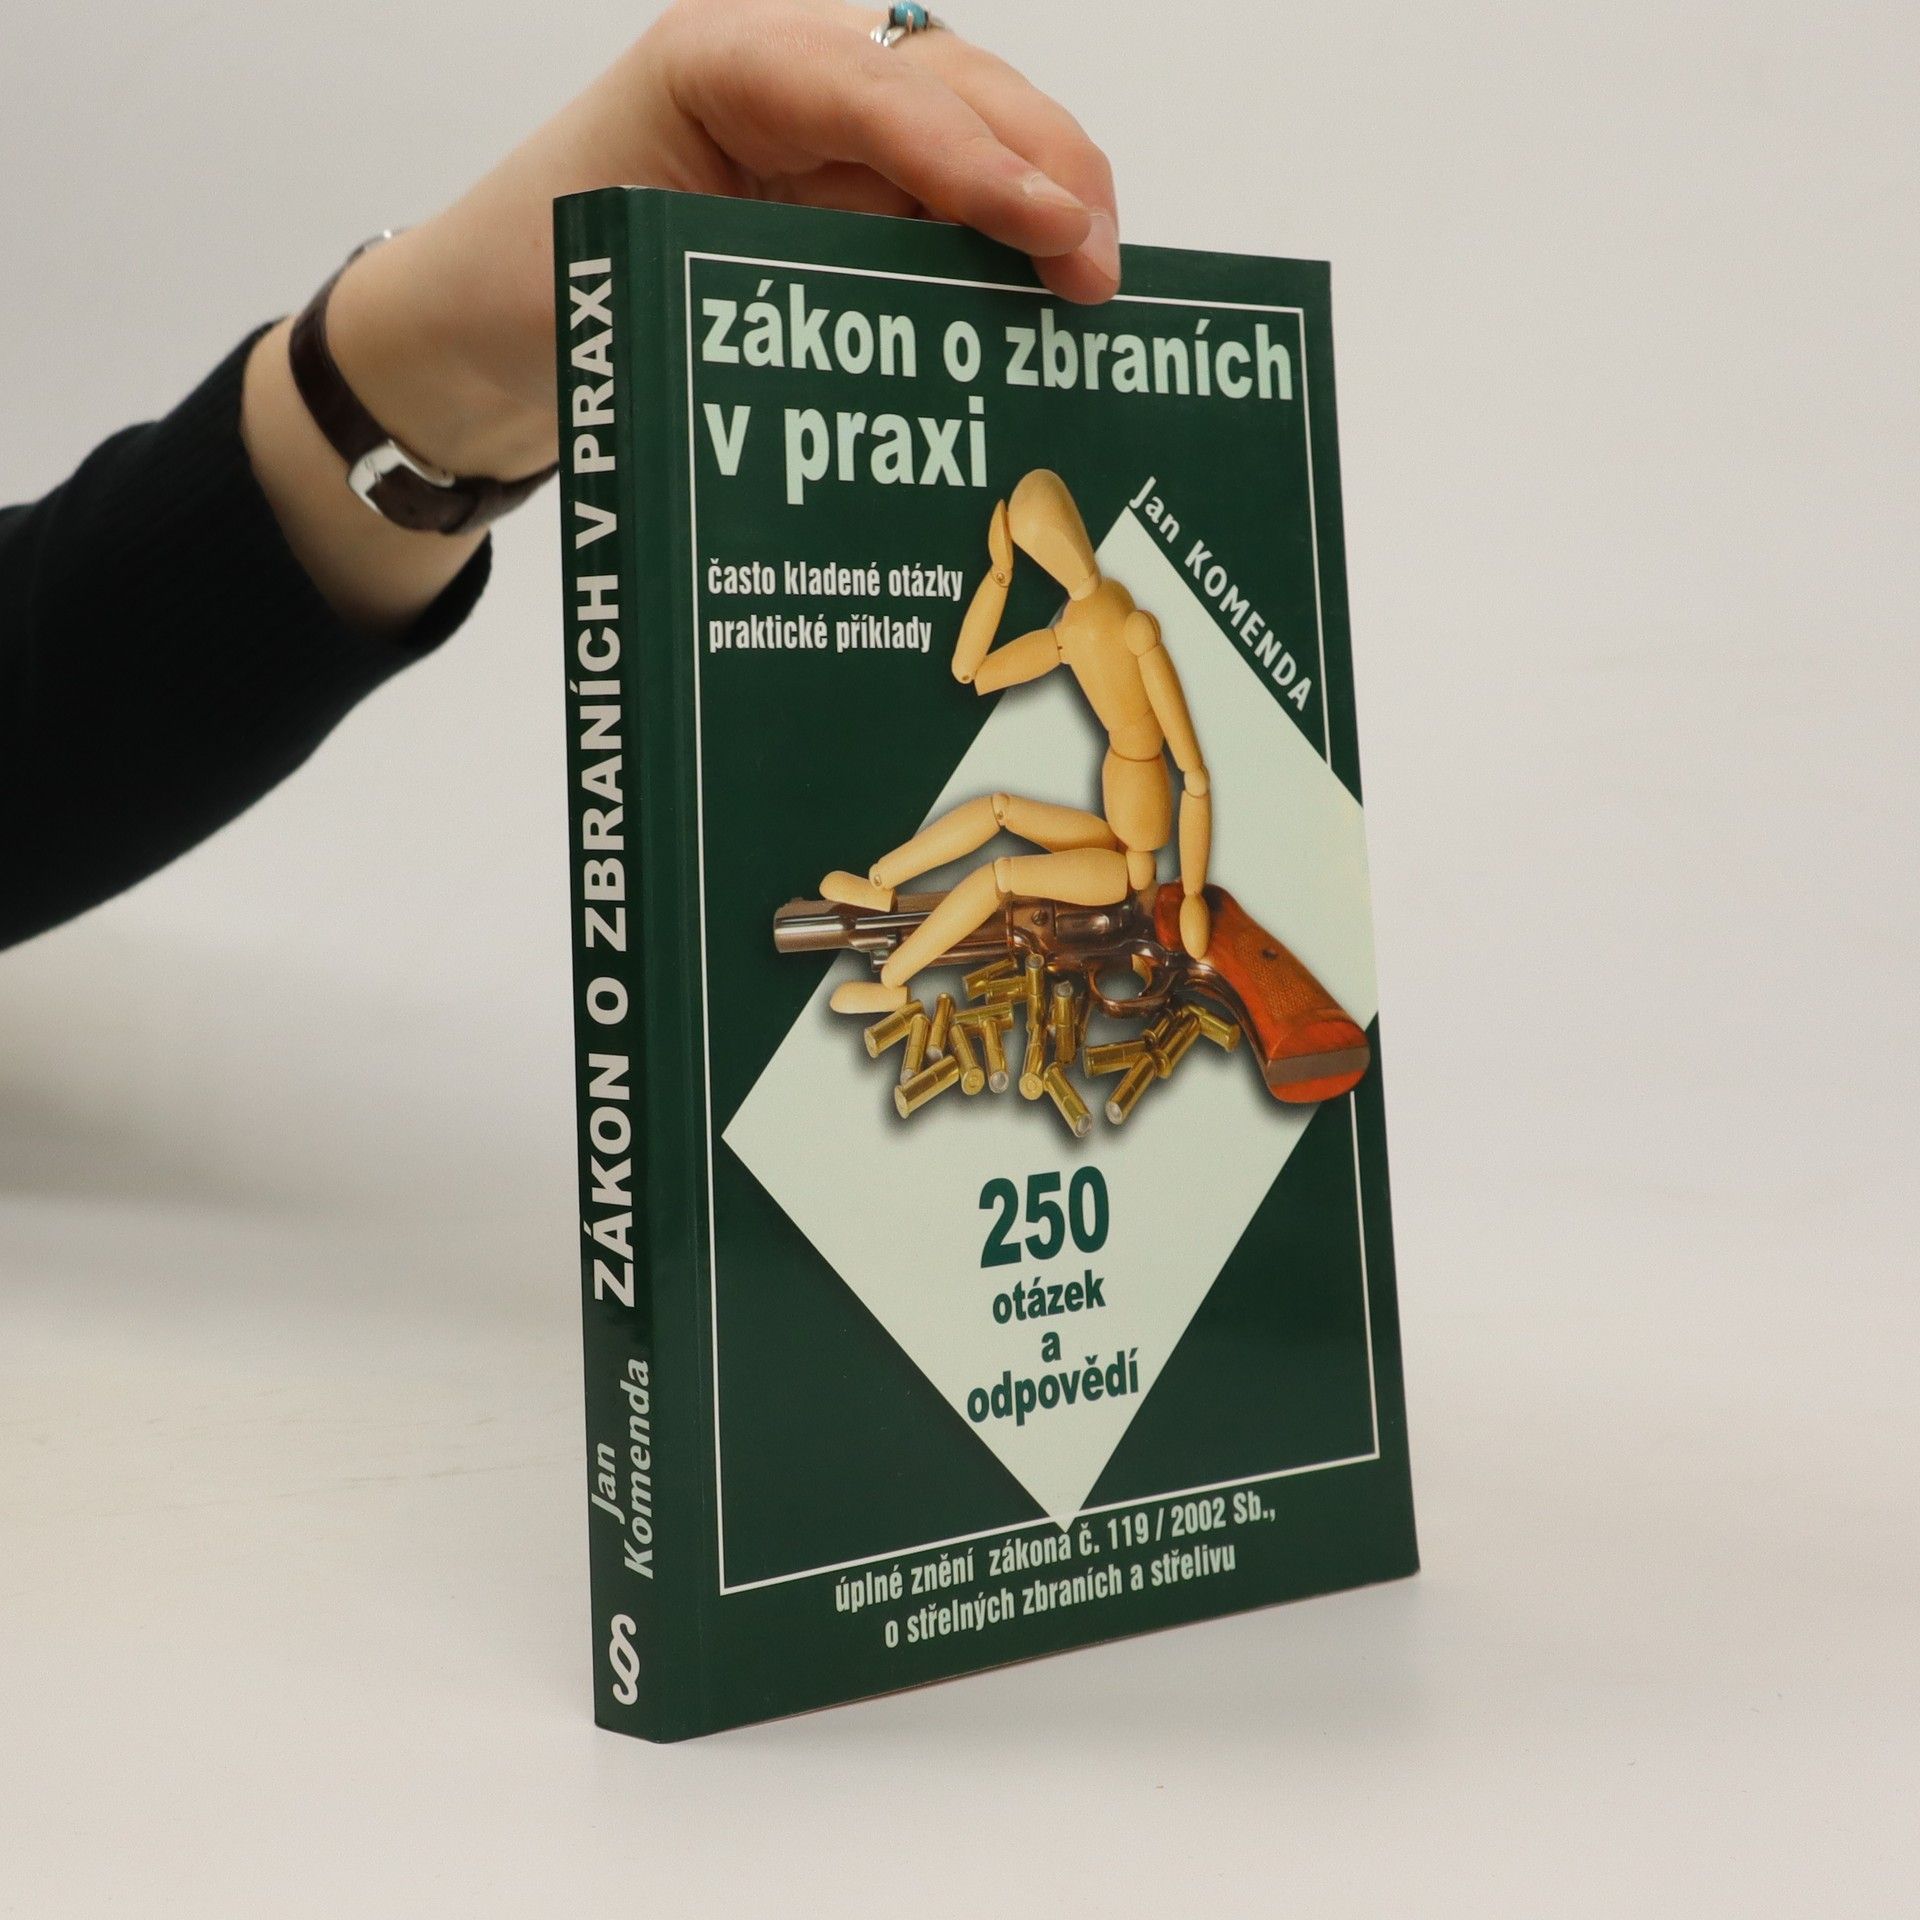 zákon o zbraních
v praxi
Jan KOMENDA
často kladené otázky
praktické příklady
250
otázek
a
odpovědí
úplné znění zákona č. 119 / 2002 Sb.,
o střelných zbraních a střelivu
ZÁKON O ZBRANÍCH V PRAXI
Jan
Komenda
§